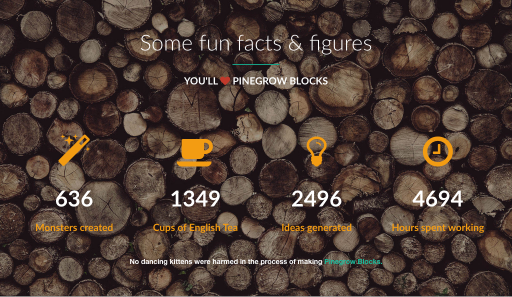 Some fun facts & figures
YOU'LL ❤ PINEGROW BLOCKS
636 1349 2496 4694
Monsters created Cups of English Tea Ideas generated Hours spent working
No dancing kittens were harmed in the process of making Pinegrow Blocks.